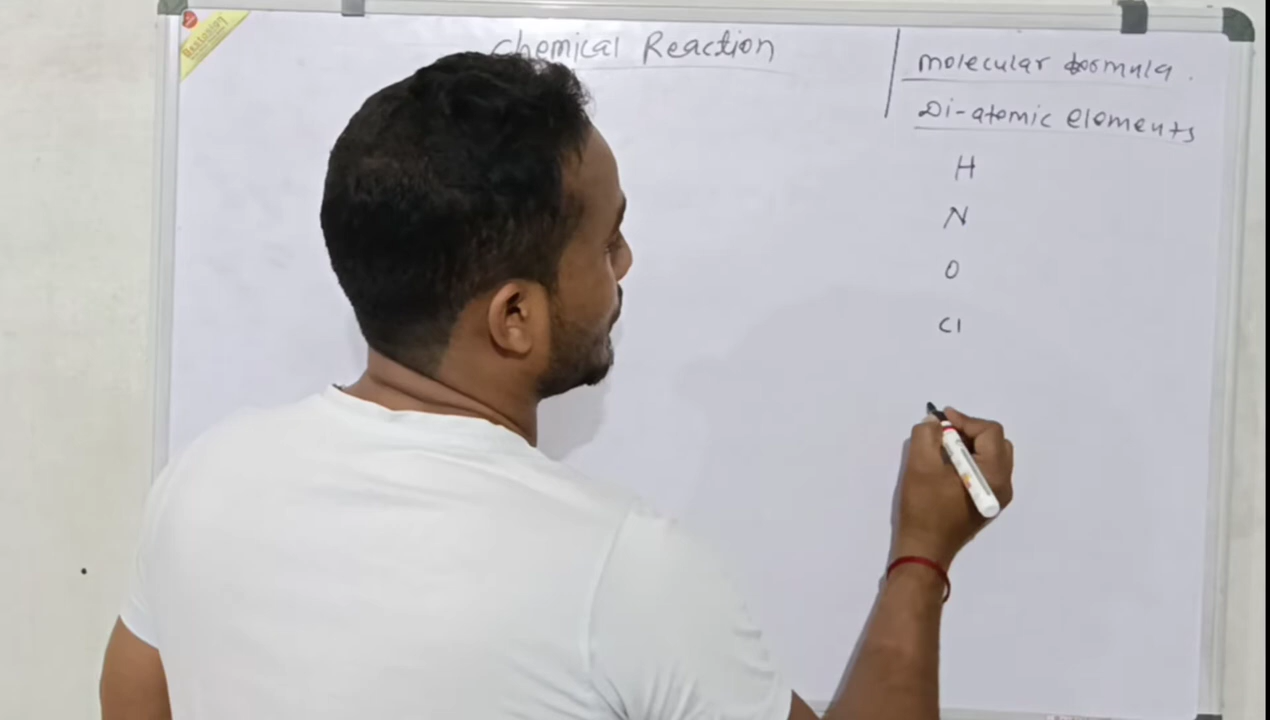 Chemical Reaction
molecular formula.
Di-atomic elements
H
N
O
Cl